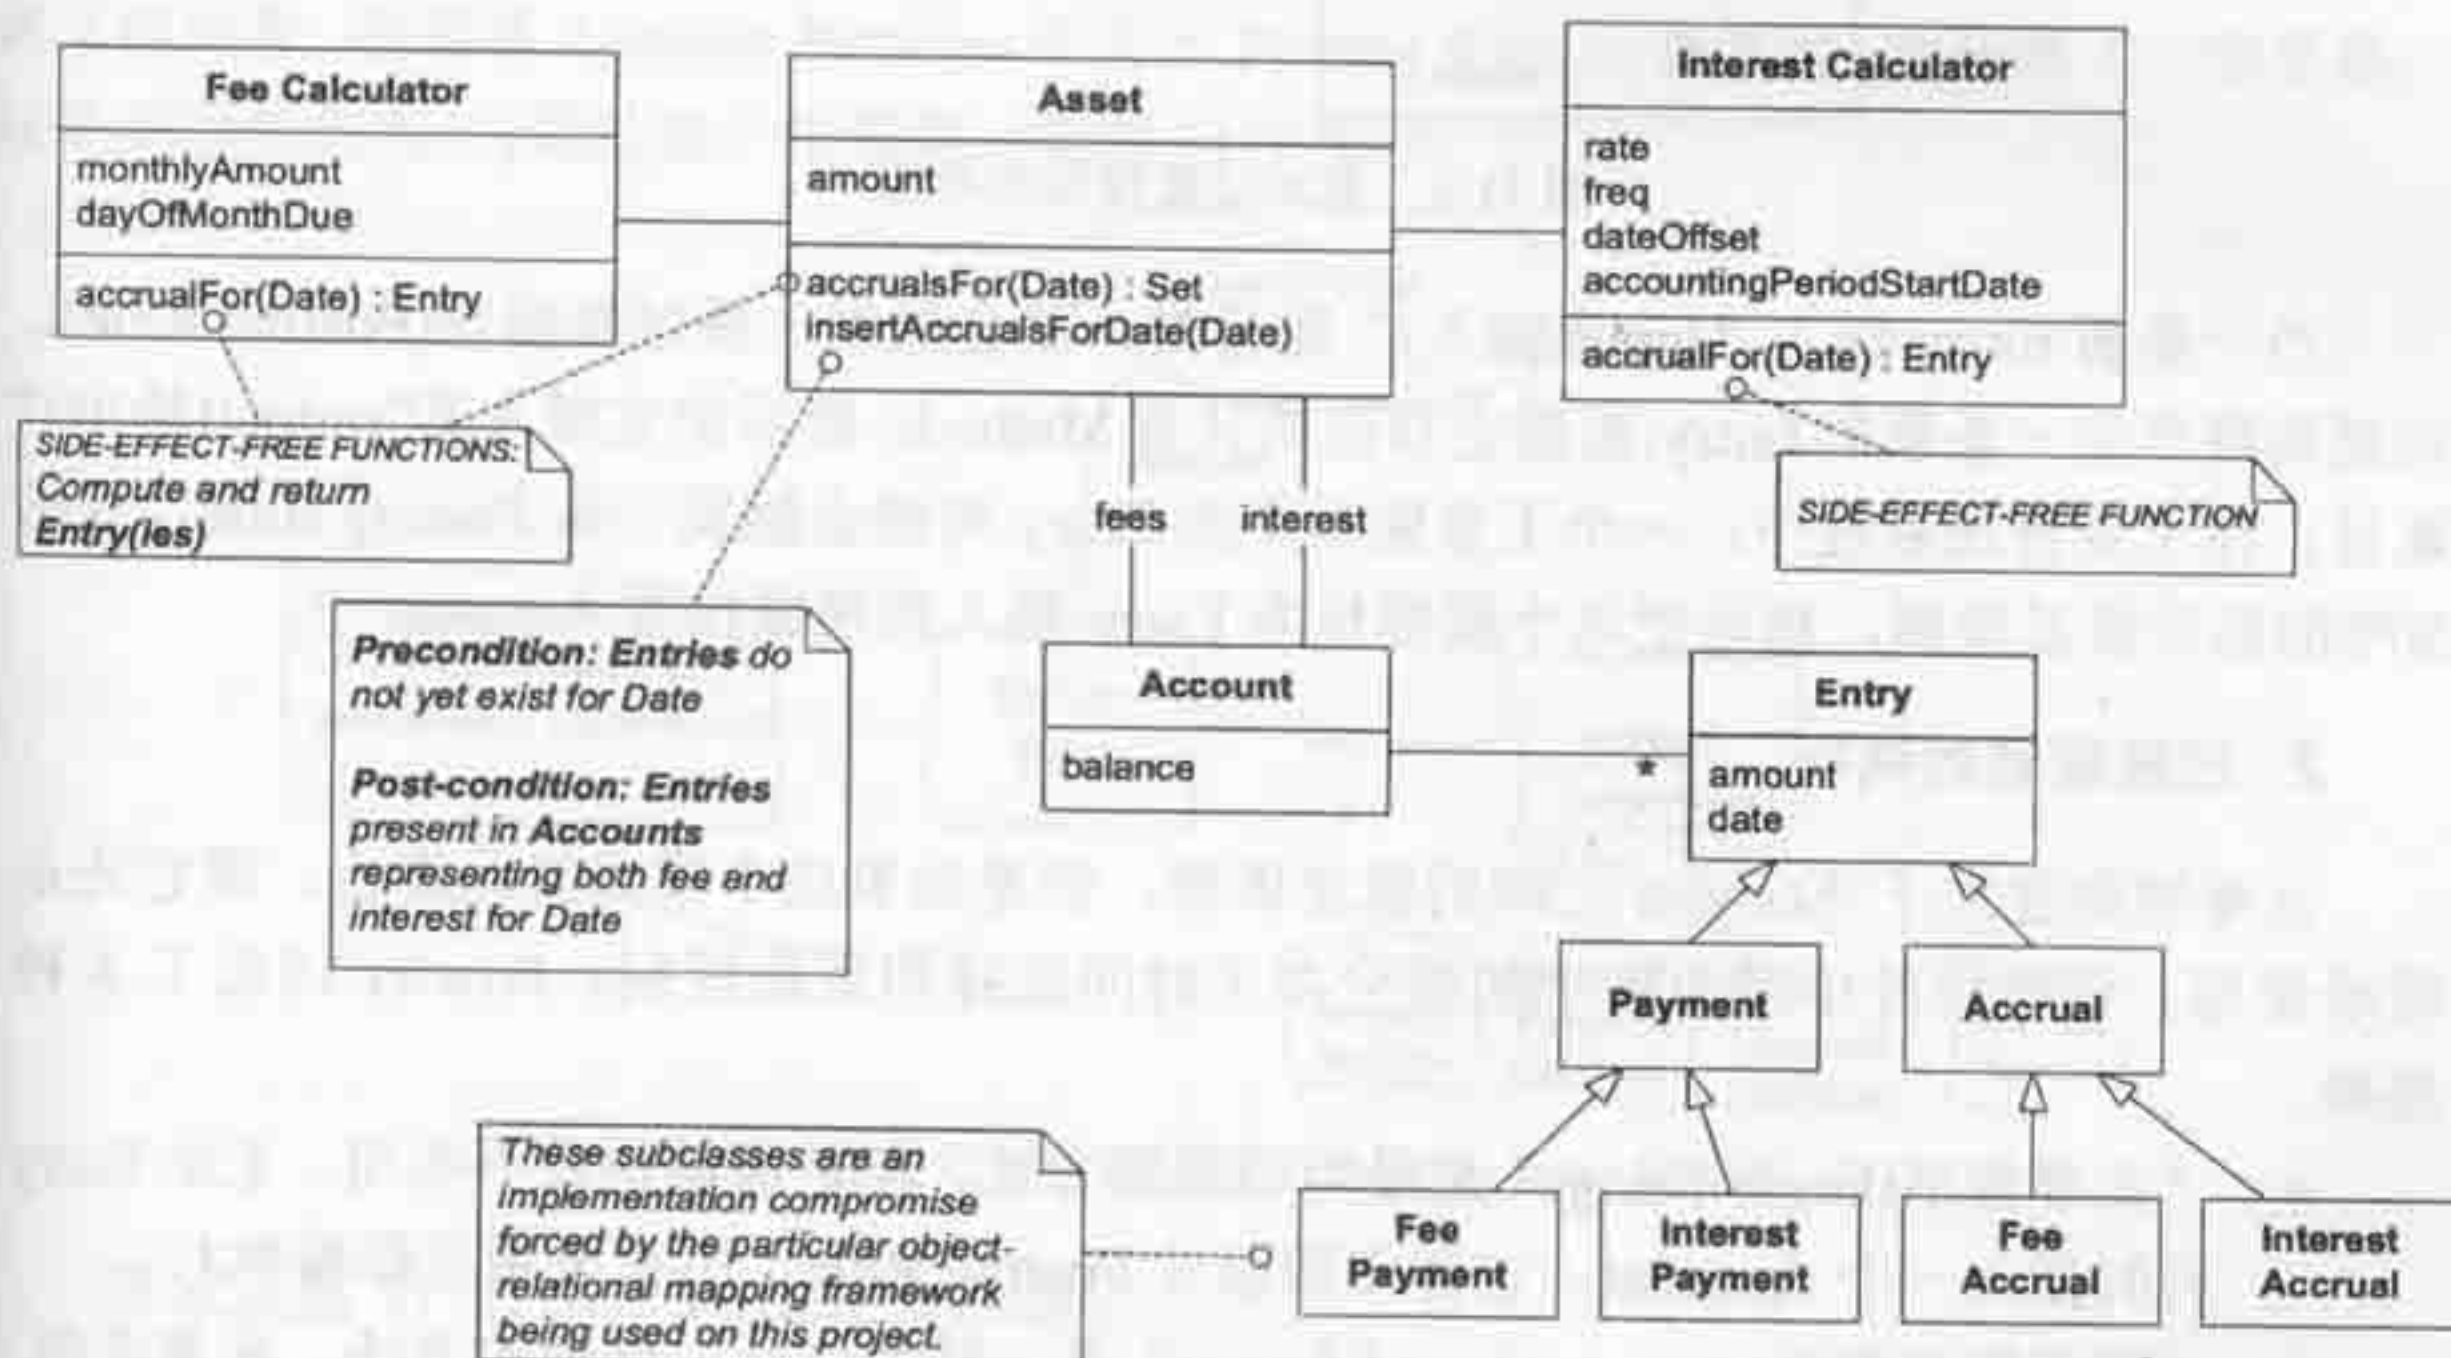 Fee Calculator
monthlyAmount
dayOfMonthDue
accrualFor(Date) : Entry
Asset
amount
accrualsFor(Date) : Set
insertAccrualsForDate(Date)
Interest Calculator
rate
freq
dateOffset
accountingPeriodStartDate
accrualFor(Date) : Entry
SIDE-EFFECT-FREE FUNCTIONS:
Compute and return
Entry(ies)
fees
interest
SIDE-EFFECT-FREE FUNCTION
Precondition: Entries do
not yet exist for Date
Post-condition: Entries
present in Accounts
representing both fee and
interest for Date
Account
balance
*
Entry
amount
date
Payment
Accrual
These subclasses are an
implementation compromise
forced by the particular object-
relational mapping framework
being used on this project.
Fee
Payment
Interest
Payment
Fee
Accrual
Interest
Accrual